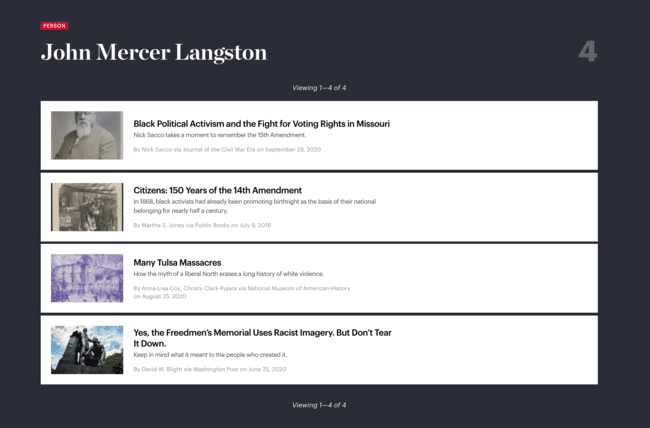 PERSON
John Mercer Langston
4
Viewing 1—4 of 4
Black Political Activism and the Fight for Voting Rights in Missouri
Nick Sacco takes a moment to remember the 15th Amendment.
By Nick Sacco via Journal of the Civil War Era on September 29, 2020
Citizens: 150 Years of the 14th Amendment
In 1868, black activists had already been promoting birthright as the basis of their national
belonging for nearly half a century.
By Martha S. Jones via Public Books on July 9, 2018
Many Tulsa Massacres
How the myth of a liberal North erases a long history of white violence.
By Anna-Lisa Cox, Christy Clark-Pujara via National Museum of American History
on August 25, 2020
Yes, the Freedmen’s Memorial Uses Racist Imagery. But Don’t Tear
It Down.
Keep in mind what it meant to the people who created it.
By David W. Blight via Washington Post on June 25, 2020
Viewing 1—4 of 4